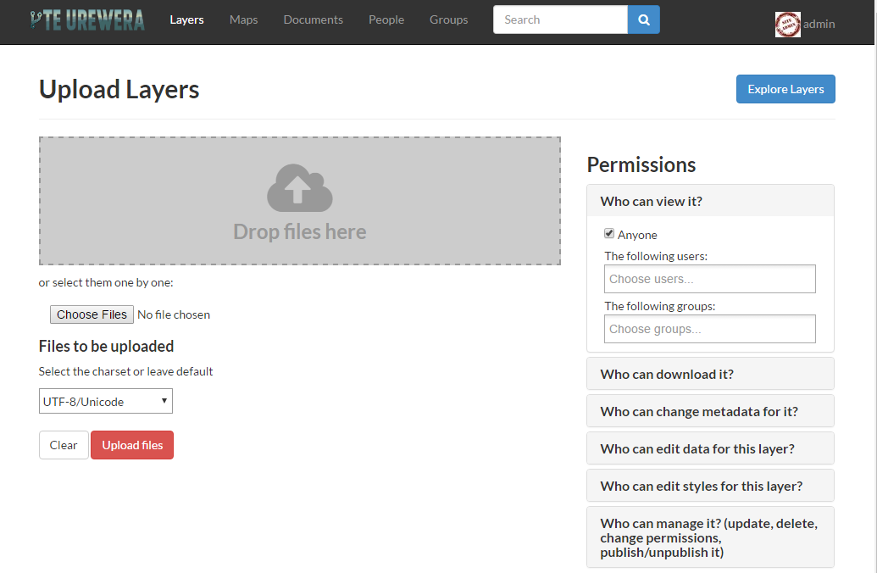 TE UREWERA
Layers
Maps
Documents
People
Groups
Search
admin
Upload Layers
Explore Layers
Drop files here
or select them one by one:
Choose Files No file chosen
Files to be uploaded
Select the charset or leave default
UTF-8/Unicode
Clear
Upload files
Permissions
Who can view it?
Anyone
The following users:
Choose users...
The following groups:
Choose groups...
Who can download it?
Who can change metadata for it?
Who can edit data for this layer?
Who can edit styles for this layer?
Who can manage it? (update, delete,
change permissions,
publish/unpublish it)